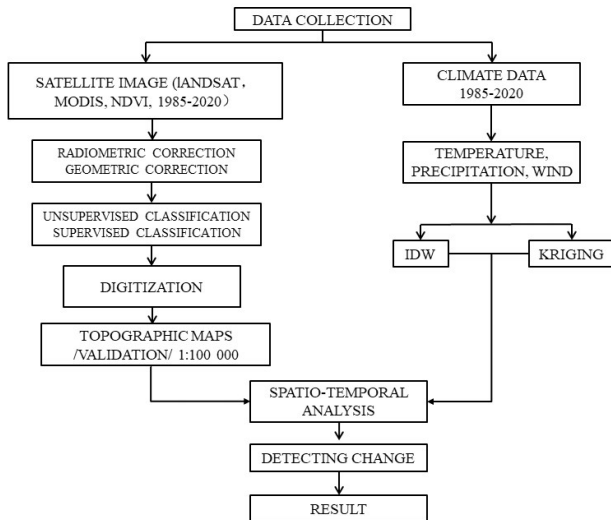 DATA COLLECTION
SATELLITE IMAGE (lANDSAT,
MODIS, NDVI, 1985-2020)
RADIOMETRIC CORRECTION
GEOMETRIC CORRECTION
UNSUPERVISED CLASSIFICATION
SUPERVISED CLASSIFICATION
DIGITIZATION
TOPOGRAPHIC MAPS
/VALIDATION/ 1:100 000
CLIMATE DATA
1985-2020
TEMPERATURE,
PRECIPITATION, WIND
IDW
KRIGING
SPATIO-TEMPORAL
ANALYSIS
DETECTING CHANGE
RESULT